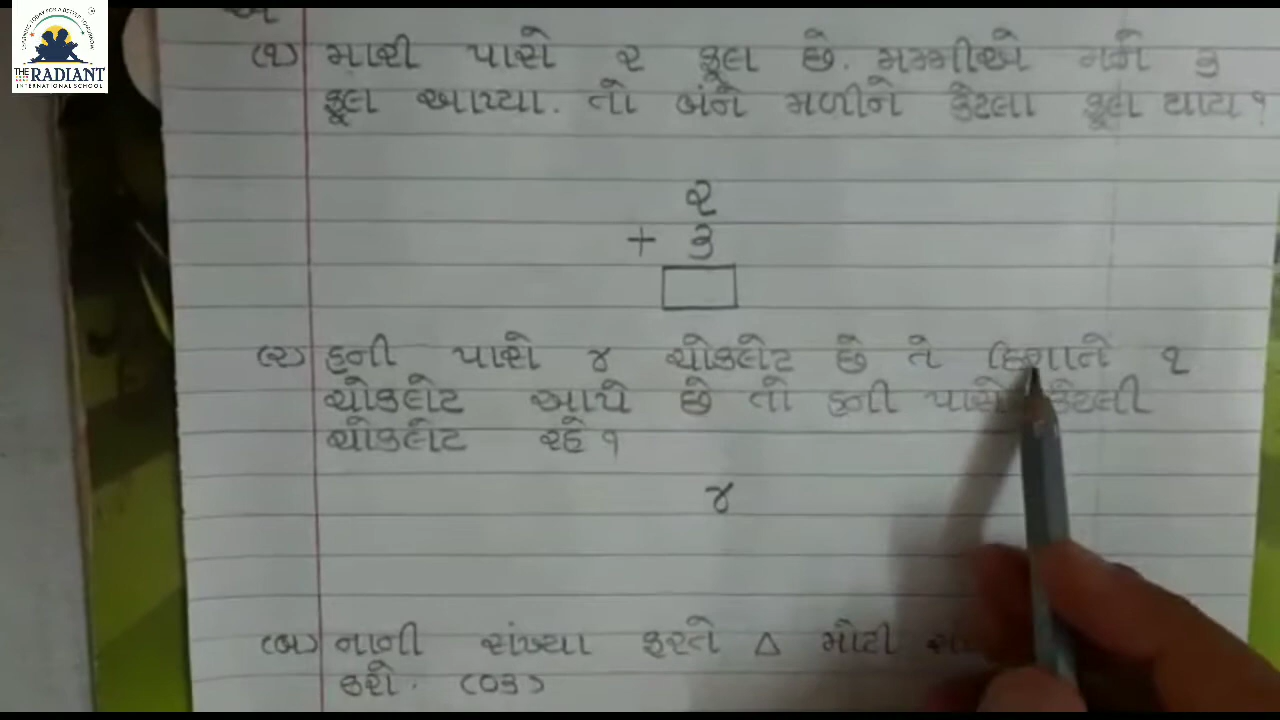 THE RADIANT
INTERNATIONAL SCHOOL
(૧) મારી પાસે ૨ ફૂલ છે. મમ્મીએ મને ૩
ફૂલ આપ્યા. તો બંને મળીને કેટલા ફૂલ થાય ?
૨
+ ૩
(૨) હની પાસે ૪ ચોકલેટ છે તે હિશાને ૧
ચોકલેટ આપે છે તો હની પાસે કેટલી
ચોકલેટ રહે ?
૪
(બ) નાની સંખ્યા ફરતે △ મોટી
કરો. (૦૩)